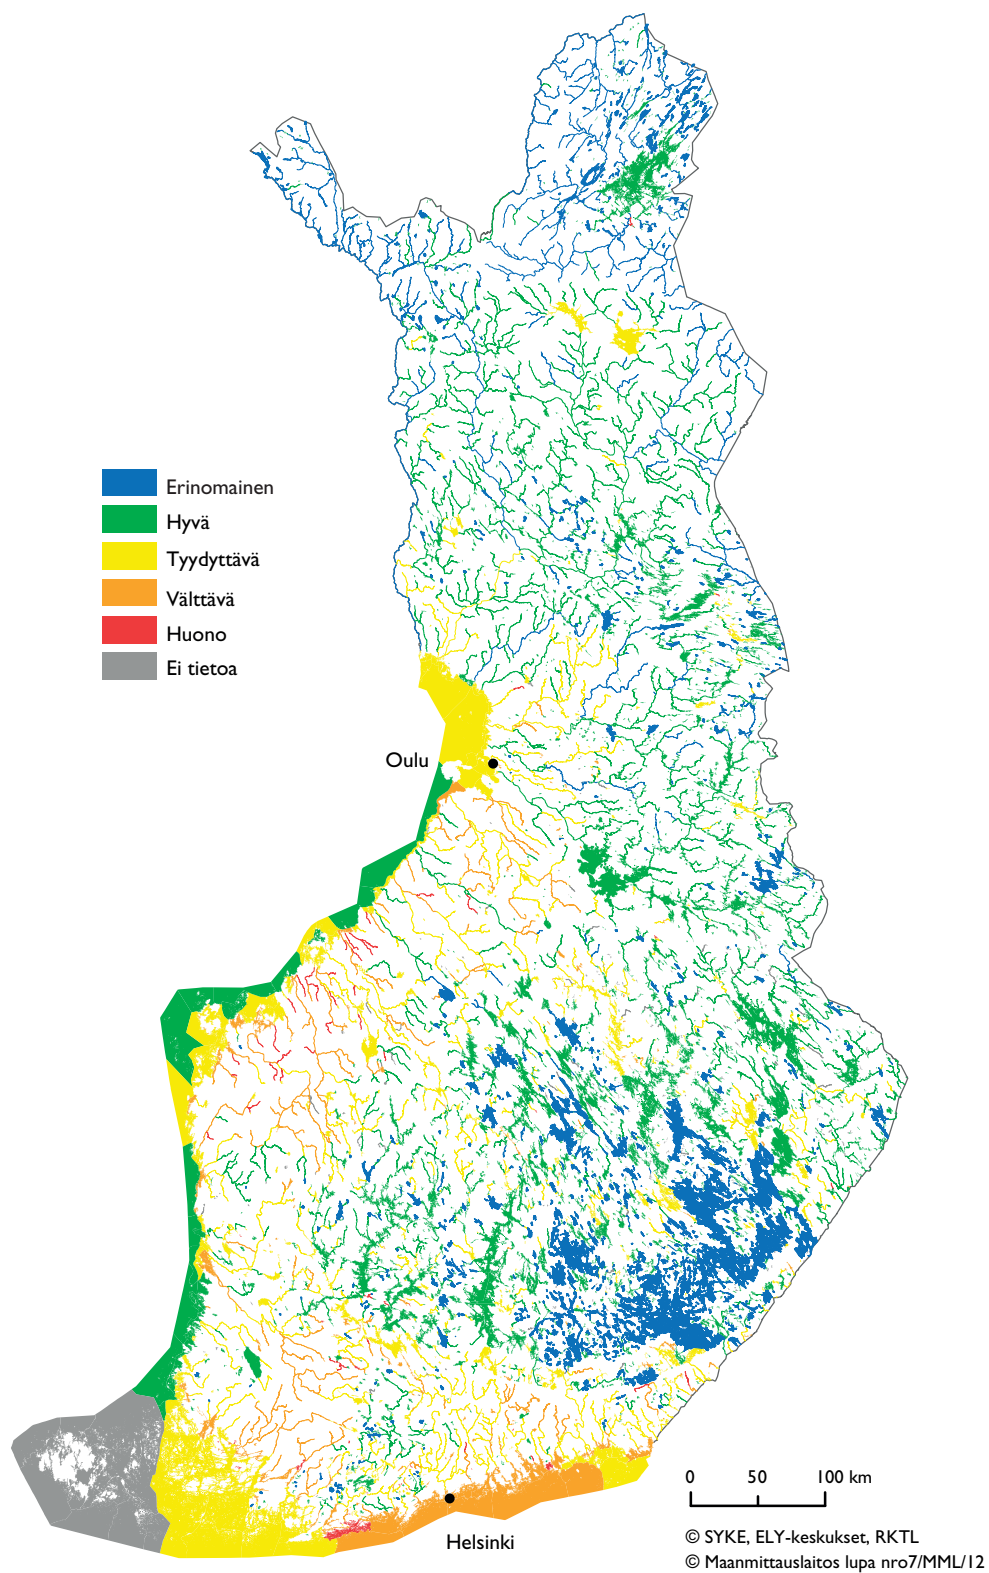 Erinomainen
Hyvä
Tyydyttävä
Välttävä
Huono
Ei tietoa
Oulu
Helsinki
0 50 100 km
© SYKE, ELY-keskukset, RKTL
© Maanmittauslaitos lupa nro7/MML/12